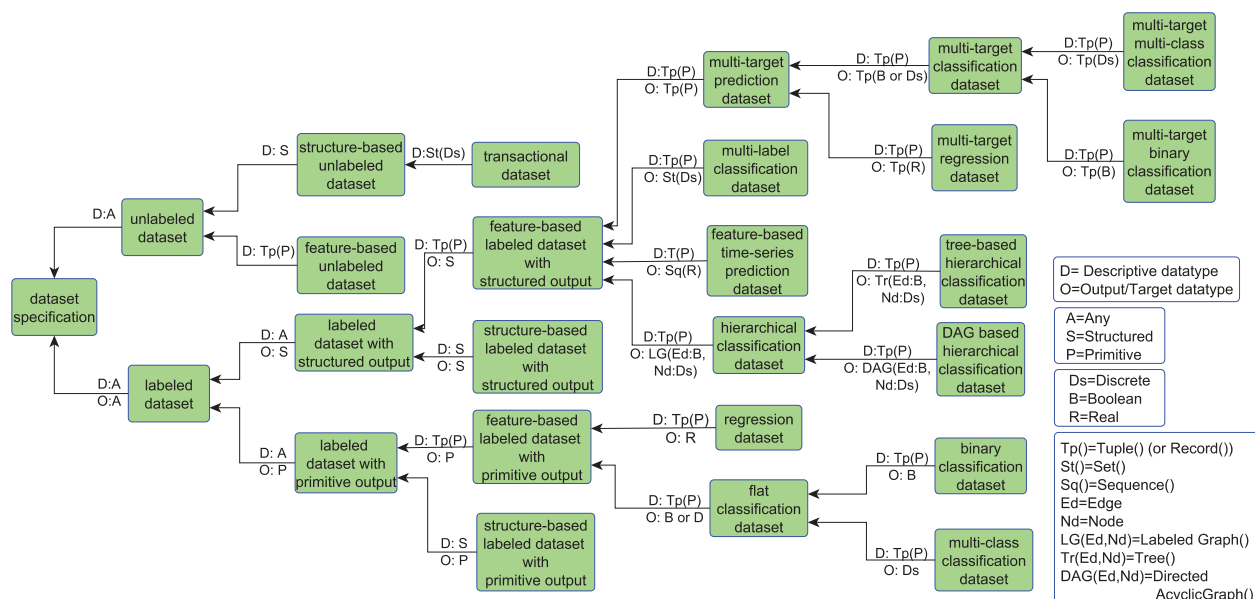 dataset
specification
D:A
unlabeled
dataset
D: S
structure-based
unlabeled
dataset
D:St(Ds)
transactional
dataset
D: Tp(P)
feature-based
unlabeled
dataset
D:A
O:A
labeled
dataset
D: A
O: S
labeled
dataset with
structured output
D: Tp(P)
O: S
feature-based
labeled dataset
with
structured output
D: S
O: S
structure-based
labeled dataset
with
structured output
D:Tp(P)
O: Tp(P)
multi-target
prediction
dataset
D: Tp(P)
O: Tp(B or Ds)
multi-target
classification
dataset
D:Tp(P)
O: Tp(Ds)
multi-target
multi-class
classification
dataset
D:Tp(P)
O: Tp(B)
multi-target
binary
classification
dataset
D:Tp(P)
O: Tp(R)
multi-target
regression
dataset
D:Tp(P)
O: St(Ds)
multi-label
classification
dataset
D:T(P)
O: Sq(R)
feature-based
time-series
prediction
dataset
D:Tp(P)
O: LG(Ed:B,
Nd:Ds)
hierarchical
classification
dataset
D: Tp(P)
O: Tr(Ed:B,
Nd:Ds)
tree-based
hierarchical
classification
dataset
D:Tp(P)
O: DAG(Ed:B,
Nd:Ds)
DAG based
hierarchical
classification
dataset
D: A
O: P
labeled
dataset with
primitive output
D: Tp(P)
O: P
feature-based
labeled dataset
with
primitive output
D: S
O: P
structure-based
labeled dataset
with
primitive output
D: Tp(P)
O: R
regression
dataset
D: Tp(P)
O: B or D
flat
classification
dataset
D: Tp(P)
O: B
binary
classification
dataset
D: Tp(P)
O: Ds
multi-class
classification
dataset
D= Descriptive datatype
O=Output/Target datatype
A=Any
S=Structured
P=Primitive
Ds=Discrete
B=Boolean
R=Real
Tp()=Tuple() (or Record())
St()=Set()
Sq()=Sequence()
Ed=Edge
Nd=Node
LG(Ed,Nd)=Labeled Graph()
Tr(Ed,Nd)=Tree()
DAG(Ed,Nd)=Directed
AcyclicGraph()